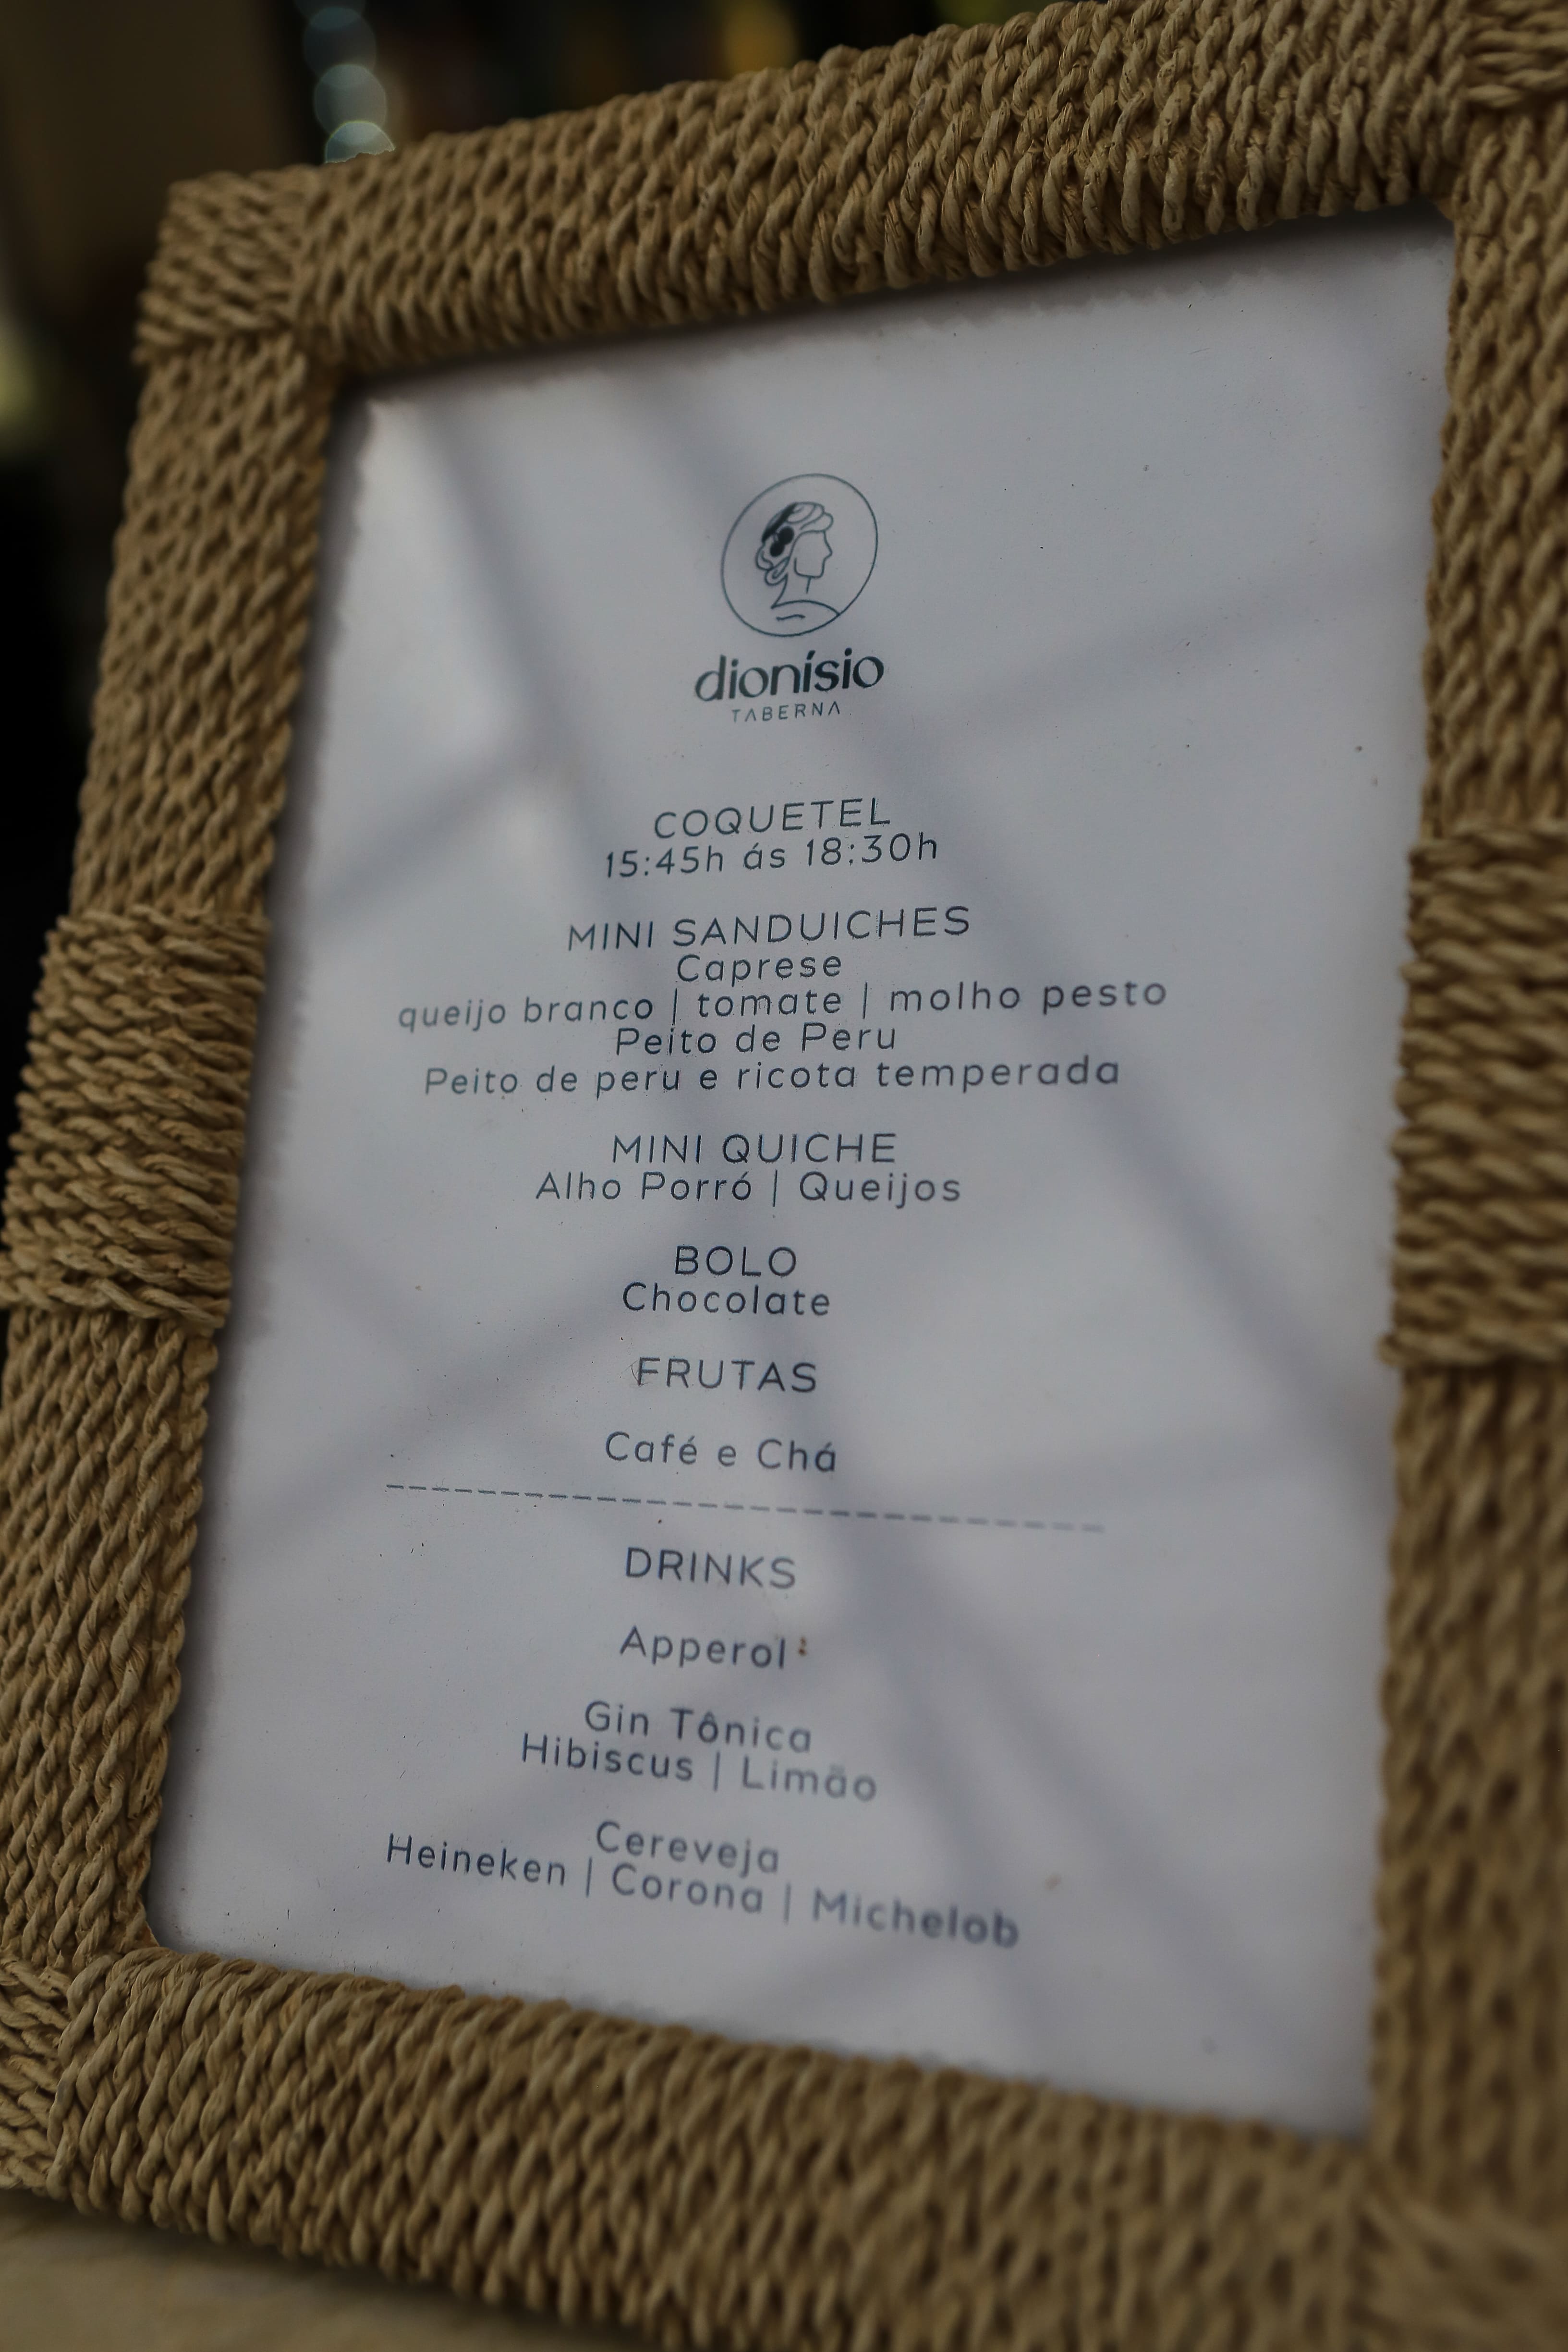 dionísio
TABERNA
COQUETEL
15:45h ás 18:30h
MINI SANDUICHES
Caprese
queijo branco | tomate | molho pesto
Peito de Peru
Peito de peru e ricota temperada
MINI QUICHE
Alho Porró | Queijos
BOLO
Chocolate
FRUTAS
Café e Chá
DRINKS
Apperol
Gin Tônica
Hibiscus | Limão
Cereveja
Heineken | Corona | Michelob